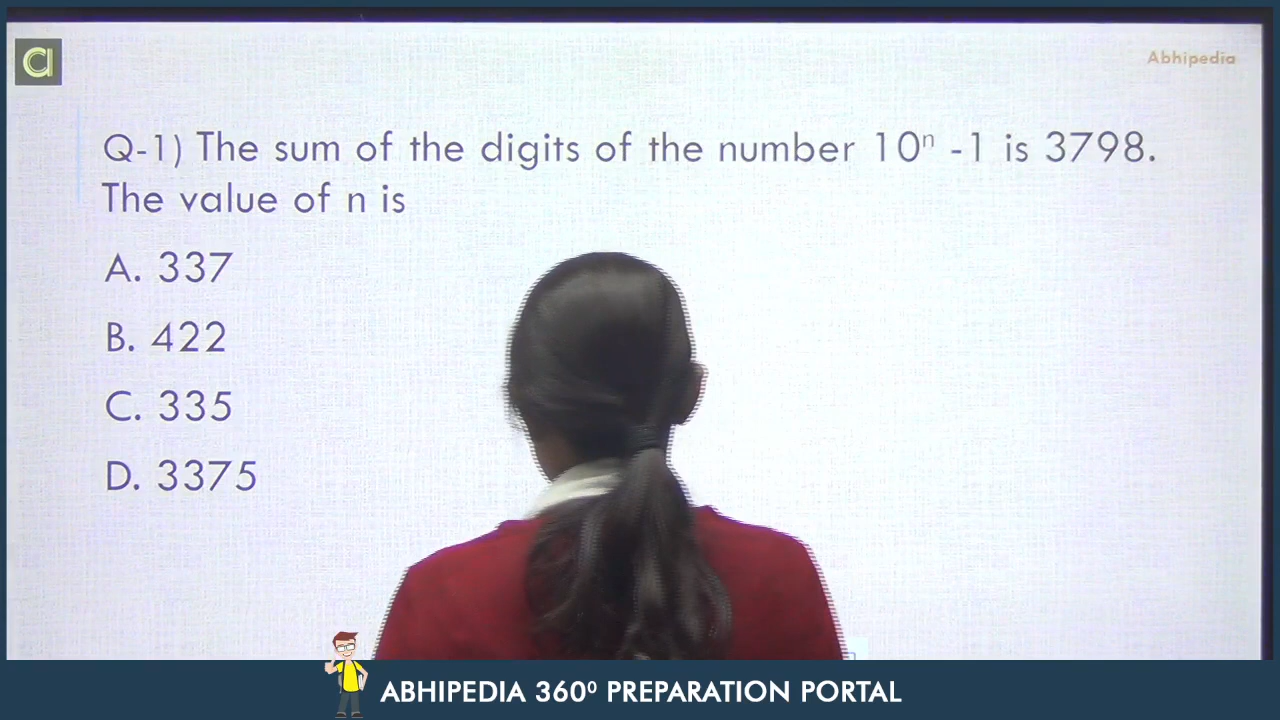 Abhipedia
Q-1) The sum of the digits of the number 10ⁿ -1 is 3798.
The value of n is
A. 337
B. 422
C. 335
D. 3375
ABHIPEDIA 360⁰ PREPARATION PORTAL